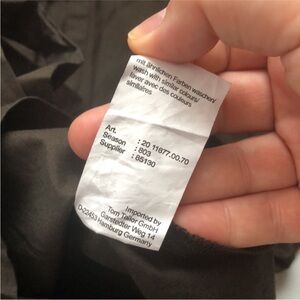 mit ähnlichen Farben waschen/
wash with similar colours/
laver avec des couleurs
similaires
Art. : 20 11877.00.70
Season : 803
Supplier : 85130
Imported by
Tom Tailor GmbH
Garstedter Weg 14
D-22453 Hamburg Germany